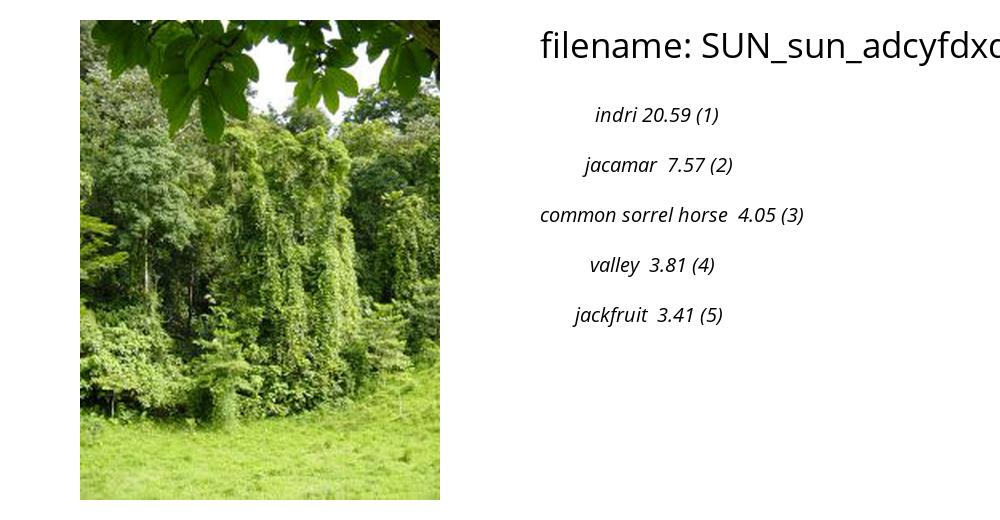 filename: SUN_sun_adcyfdx
indri 20.59 (1)
jacamar 7.57 (2)
common sorrel horse 4.05 (3)
valley 3.81 (4)
jackfruit 3.41 (5)